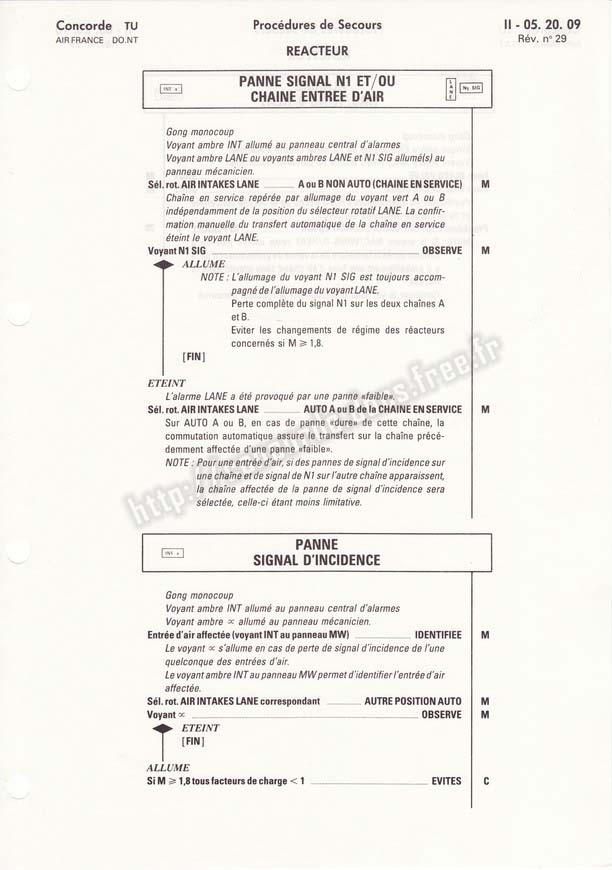 Concorde TU
AIR FRANCE DO.NT
Procédures de Secours
REACTEUR
II - 05. 20. 09
Rév. n° 29
INT
PANNE SIGNAL N1 ET/OU
CHAINE ENTREE D'AIR
LANE
N1 SIG
Gong monocoup
Voyant ambre INT allumé au panneau central d'alarmes
Voyant ambre LANE ou voyants ambres LANE et N1 SIG allumé(s) au
panneau mécanicien.
Sél. rot. AIR INTAKES LANE A ou B NON AUTO (CHAINE EN SERVICE) M
Chaîne en service repérée par allumage du voyant vert A ou B
indépendamment de la position du sélecteur rotatif LANE. La confir-
mation manuelle du transfert automatique de la chaîne en service
éteint le voyant LANE.
Voyant N1 SIG OBSERVE M
ALLUME
NOTE : L'allumage du voyant N1 SIG est toujours accom-
pagné de l'allumage du voyant LANE.
Perte complète du signal N1 sur les deux chaînes A
et B.
Eviter les changements de régime des réacteurs
concernés si M ⩾ 1,8.
[FIN]
ETEINT
L'alarme LANE a été provoqué par une panne «faible».
Sél. rot. AIR INTAKES LANE AUTO A ou B de la CHAINE EN SERVICE M
Sur AUTO A ou B, en cas de panne «dure» de cette chaîne, la
commutation automatique assure le transfert sur la chaîne précé-
demment affectée d'une panne «faible».
NOTE : Pour une entrée d'air, si des pannes de signal d'incidence sur
une chaîne et de signal de N1 sur l'autre chaîne apparaissent,
la chaîne affectée de la panne de signal d'incidence sera
sélectée, celle-ci étant moins limitative.
INT
PANNE
SIGNAL D'INCIDENCE
Gong monocoup
Voyant ambre INT allumé au panneau central d'alarmes
Voyant ambre ∝ allumé au panneau mécanicien.
Entrée d'air affectée (voyant INT au panneau MW) IDENTIFIEE M
Le voyant ∝ s'allume en cas de perte de signal d'incidence de l'une
quelconque des entrées d'air.
Le voyant ambre INT au panneau MW permet d'identifier l'entrée d'air
affectée.
Sél. rot. AIR INTAKES LANE correspondant AUTRE POSITION AUTO M
Voyant ∝ OBSERVE M
ETEINT
[FIN]
ALLUME
Si M ⩾ 1,8 tous facteurs de charge < 1 EVITES C